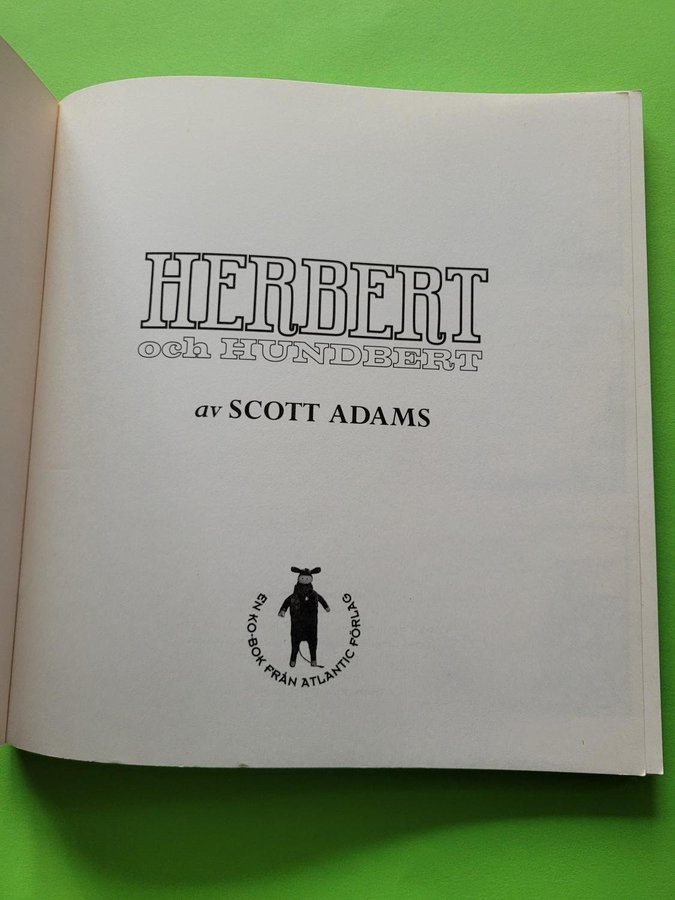 HERBERT
och HUNDBERT
av SCOTT ADAMS
EN KO-BOK FRÅN ATLANTIC FÖRLAG